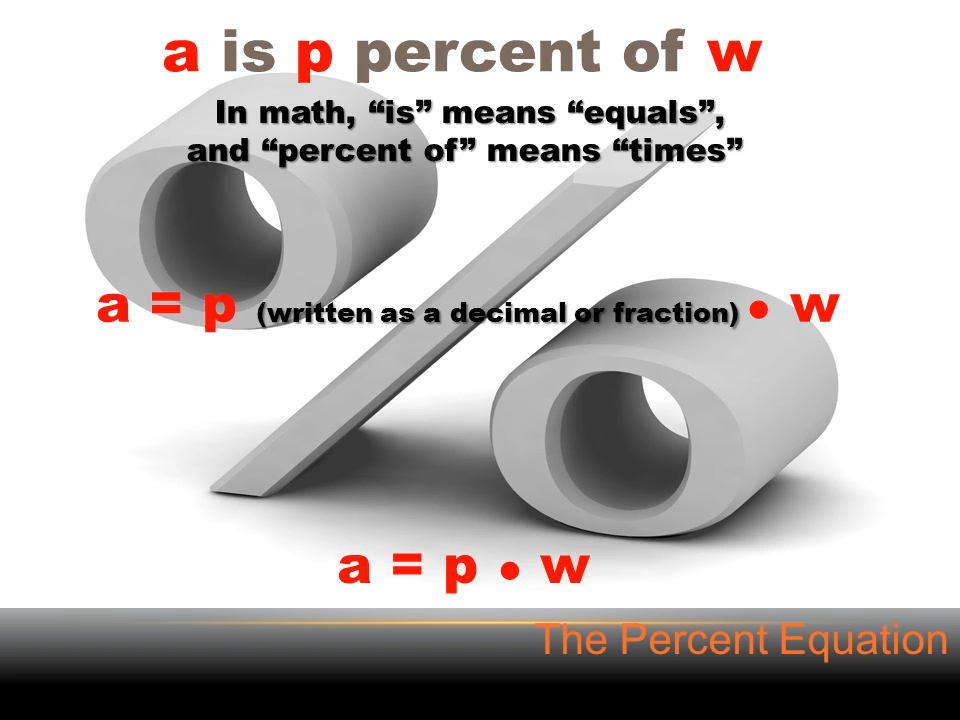 a is p percent of w
In math, “is” means “equals”,
and “percent of” means “times”
a = p (written as a decimal or fraction) • w
a = p • w
The Percent Equation